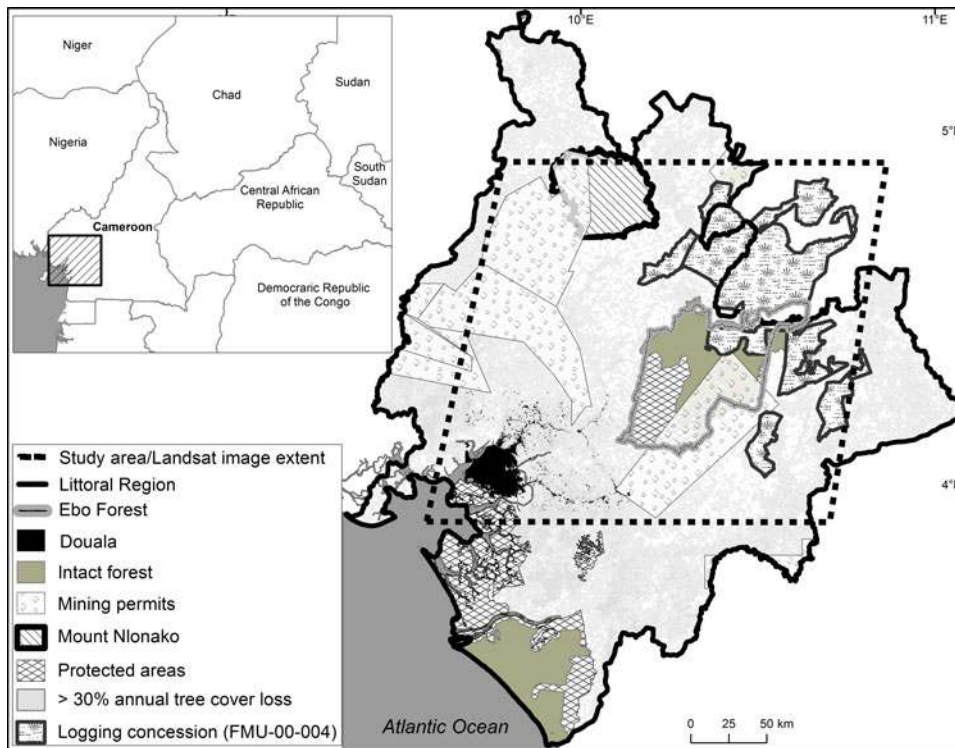 10°E
11°E
Niger
Chad
Sudan
Nigeria
South
Sudan
Central African
Republic
Cameroon
Democraric Republic
of the Congo
5°
4°
Study area/Landsat image extent
Littoral Region
Ebo Forest
Douala
Intact forest
Mining permits
Mount Nlonako
Protected areas
> 30% annual tree cover loss
Logging concession (FMU-00-004)
Atlantic Ocean
0 25 50 km